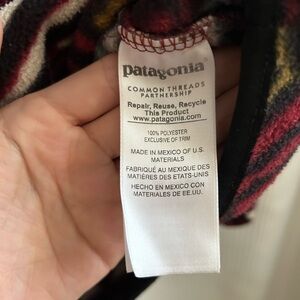 patagonia
COMMON THREADS
PARTNERSHIP
Repair, Reuse, Recycle
This Product
www.patagonia.com
100% POLYESTER
EXCLUSIVE OF TRIM
MADE IN MEXICO OF U.S.
MATERIALS
FABRIQUÉ AU MEXIQUE DES
MATIÈRES DES ETATS-UNIS
HECHO EN MEXICO CON
MATERIALES DE EE.UU.